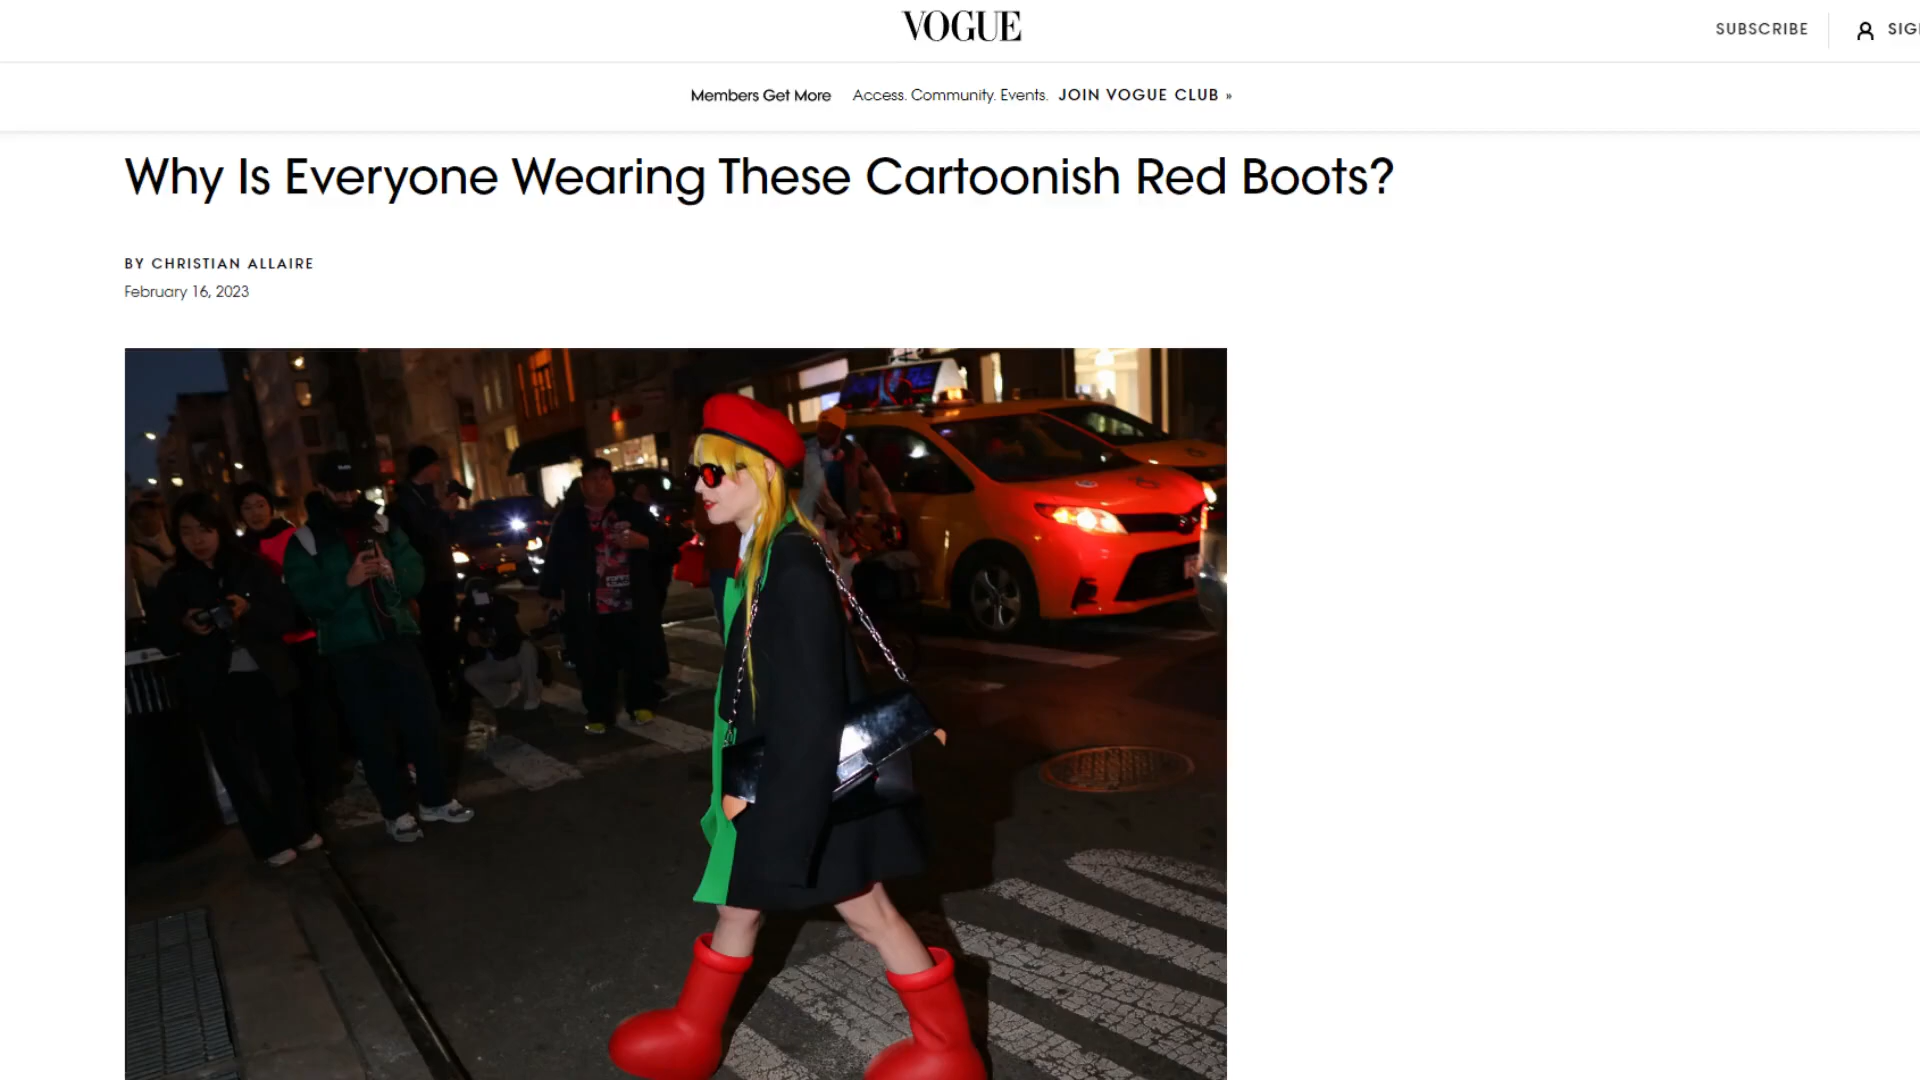 VOGUE
SUBSCRIBE
SIG
Members Get More Access. Community. Events. JOIN VOGUE CLUB »
Why Is Everyone Wearing These Cartoonish Red Boots?
BY CHRISTIAN ALLAIRE
February 16, 2023